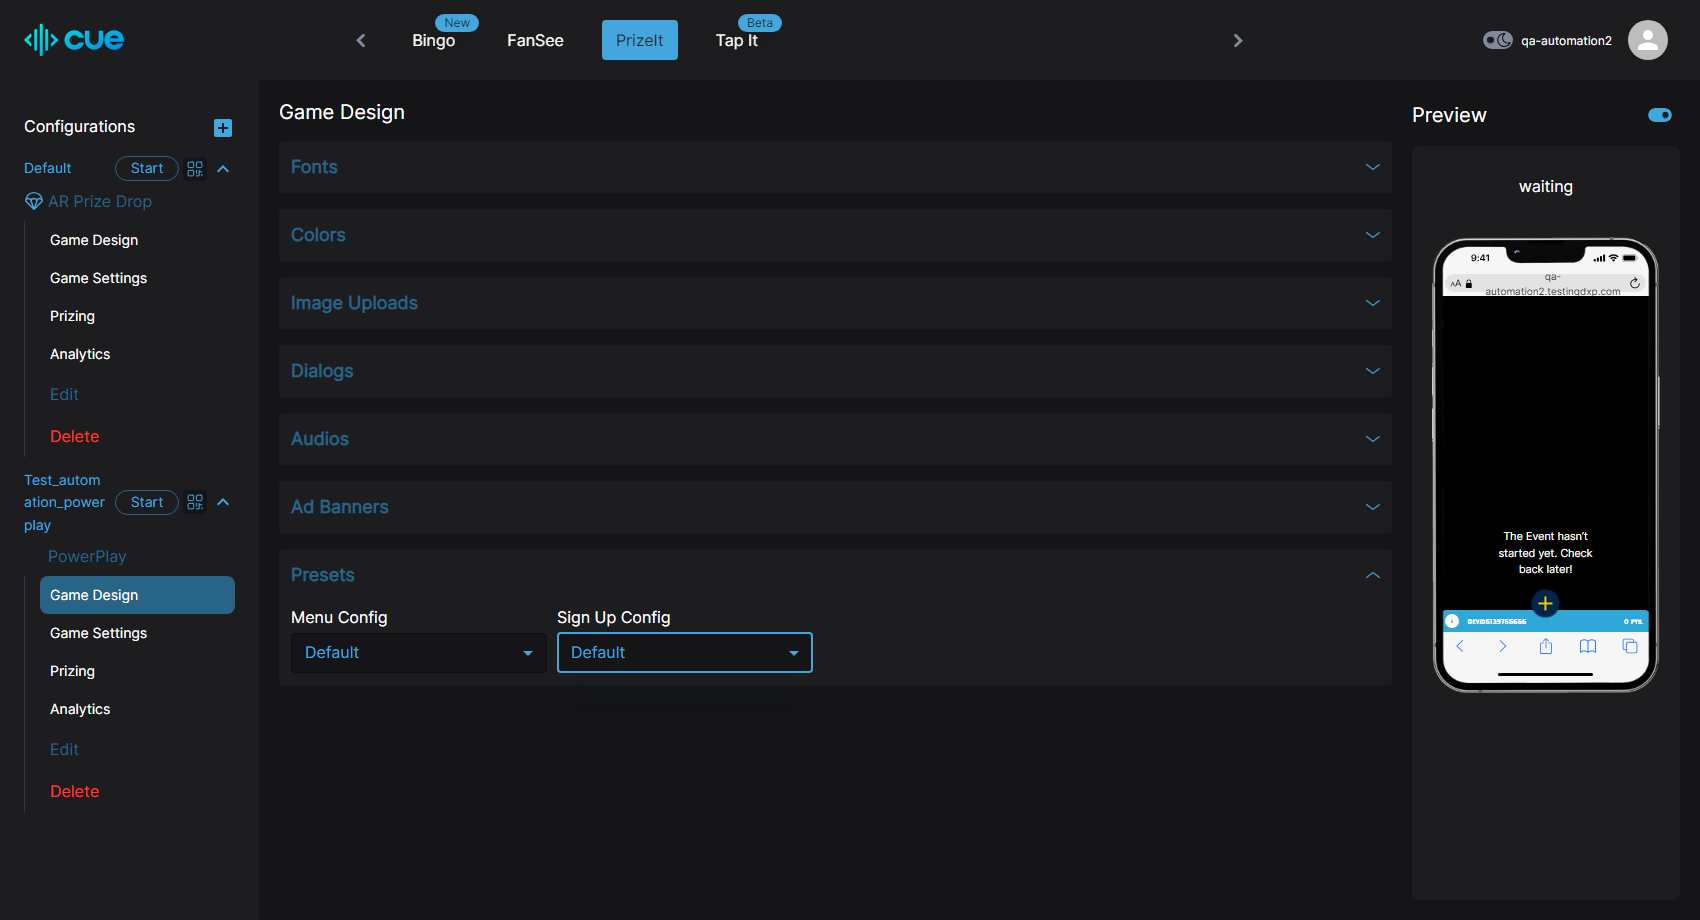 cue
Bingo
New
FanSee
PrizeIt
Tap It
Beta
qa-automation2
Configurations
Default
Start
AR Prize Drop
Game Design
Game Settings
Prizing
Analytics
Edit
Delete
Test_autom
ation_power
play
Start
PowerPlay
Game Design
Game Settings
Prizing
Analytics
Edit
Delete
Game Design
Fonts
Colors
Image Uploads
Dialogs
Audios
Ad Banners
Presets
Menu Config
Default
Sign Up Config
Default
Preview
waiting
9:41
AA
qa-
automation2.testingdxp.com
The Event hasn't
started yet. Check
back later!
0 PTS.